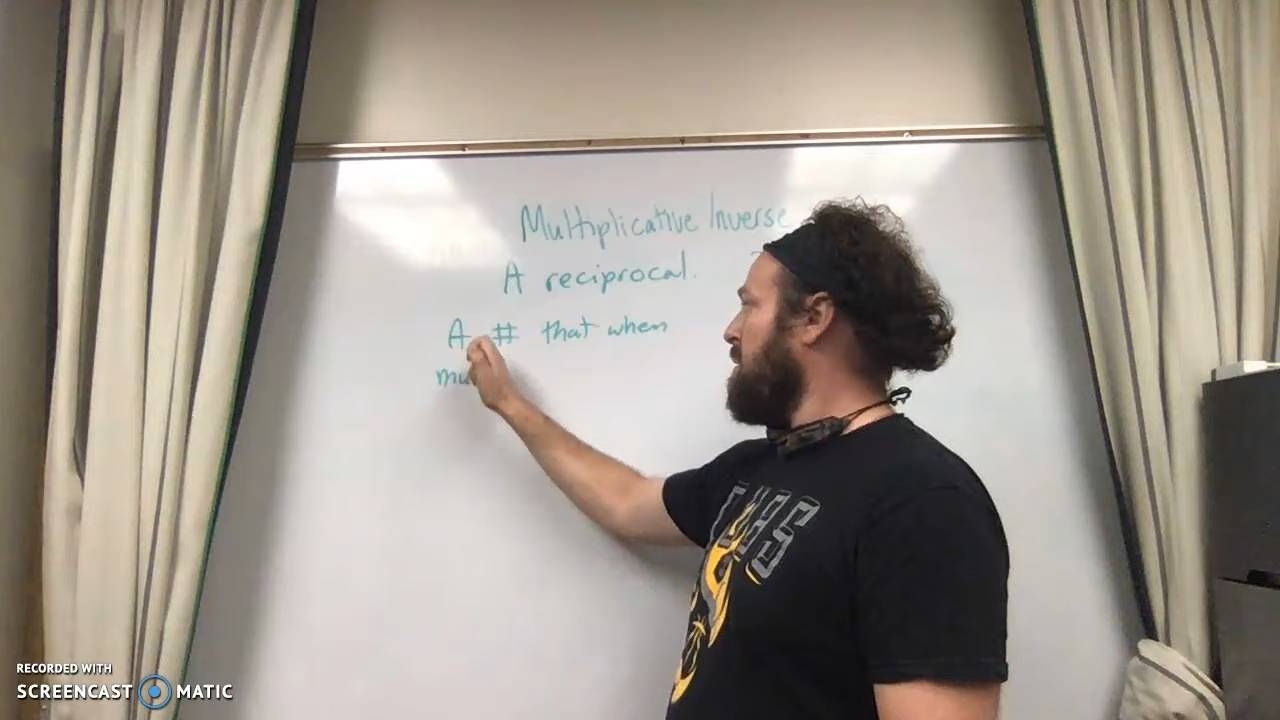 Multiplicative Inverse
A reciprocal.
A # that when
RECORDED WITH
SCREENCAST MATIC